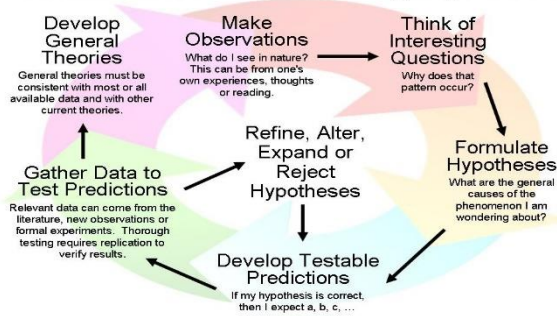 Make
Observations
What do I see in nature?
This can be from one's
own experiences, thoughts
or reading.
Think of
Interesting
Questions
Why does that
pattern occur?
Formulate
Hypotheses
What are the general
causes of the
phenomenon I am
wondering about?
Develop Testable
Predictions
If my hypothesis is correct,
then I expect a, b, c, ...
Gather Data to
Test Predictions
Relevant data can come from the
literature, new observations or
formal experiments. Thorough
testing requires replication to
verify results.
Refine, Alter,
Expand or
Reject
Hypotheses
Develop
General
Theories
General theories must be
consistent with most or all
available data and with other
current theories.